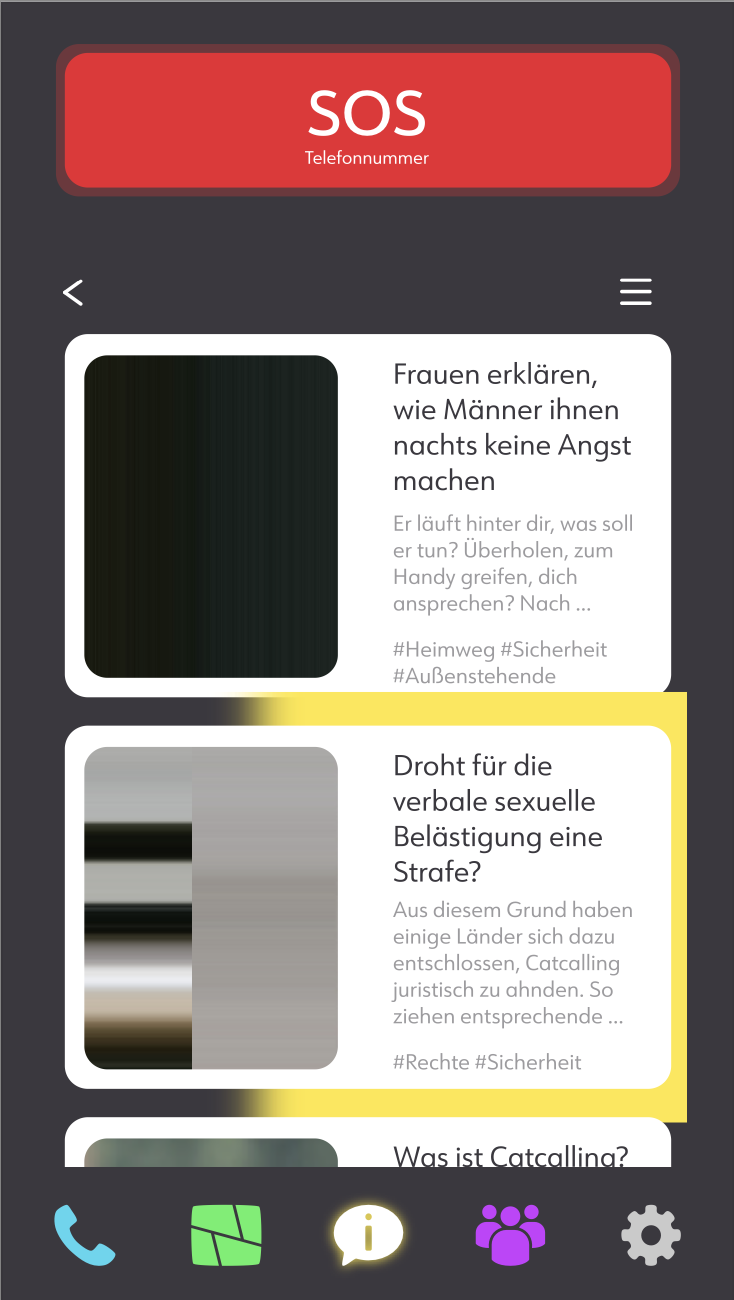 SOS
Telefonnummer
Frauen erklären,
wie Männer ihnen
nachts keine Angst
machen
Er läuft hinter dir, was soll
er tun? Überholen, zum
Handy greifen, dich
ansprechen? Nach ...
#Heimweg #Sicherheit
#Außenstehende
Droht für die
verbale sexuelle
Belästigung eine
Strafe?
Aus diesem Grund haben
einige Länder sich dazu
entschlossen, Catcalling
juristisch zu ahnden. So
ziehen entsprechende ...
#Rechte #Sicherheit
Was ist Catcalling?
i